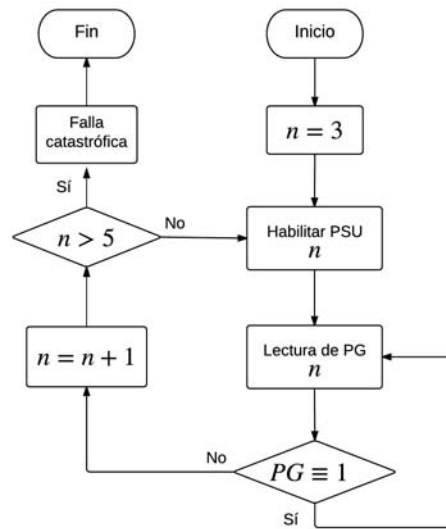 Fin
Inicio
Falla
catastrófica
n = 3
Sí
n > 5
No
Habilitar PSU
n
n = n + 1
Lectura de PG
n
No
PG ≡ 1
Sí